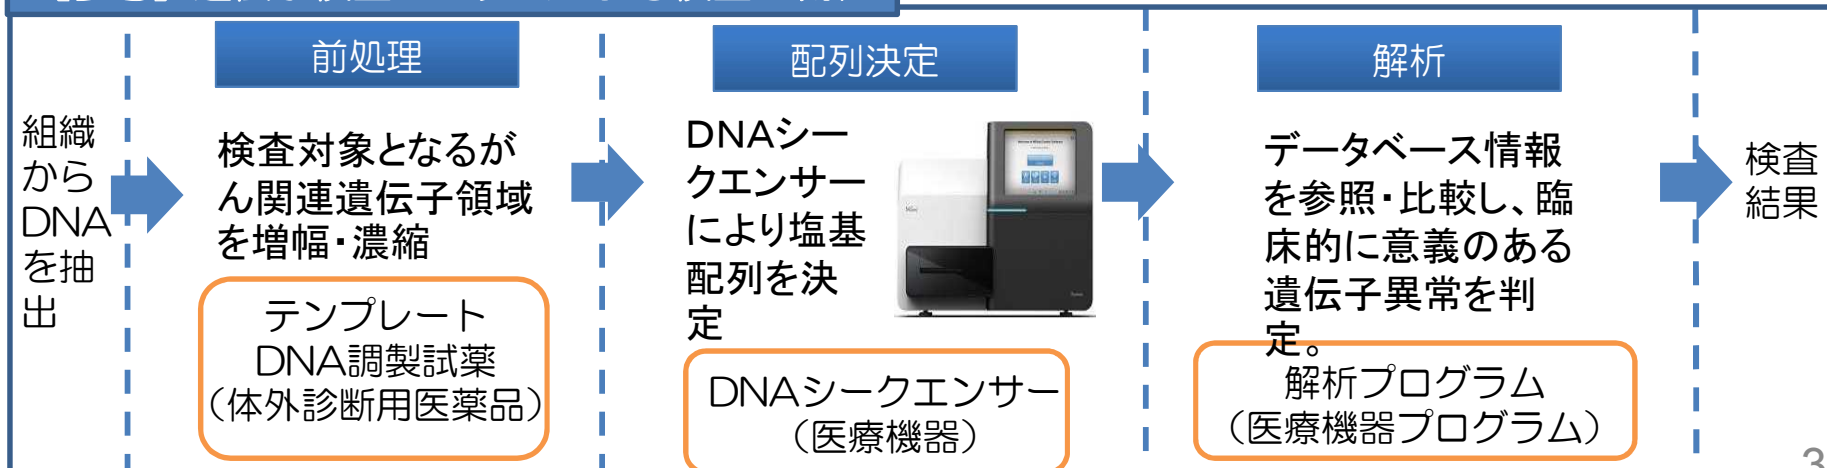 組織
から
DNA
を抽
出
前処理
検査対象となるが
ん関連遺伝子領域
を増幅・濃縮
テンプレート
DNA調製試薬
(体外診断用医薬品)
配列決定
DNAシー
クエンサー
により塩基
配列を決
定
DNAシークエンサー
(医療機器)
解析
データベース情報
を参照・比較し、臨
床的に意義のある
遺伝子異常を判
定。
解析プログラム
(医療機器プログラム)
検査
結果